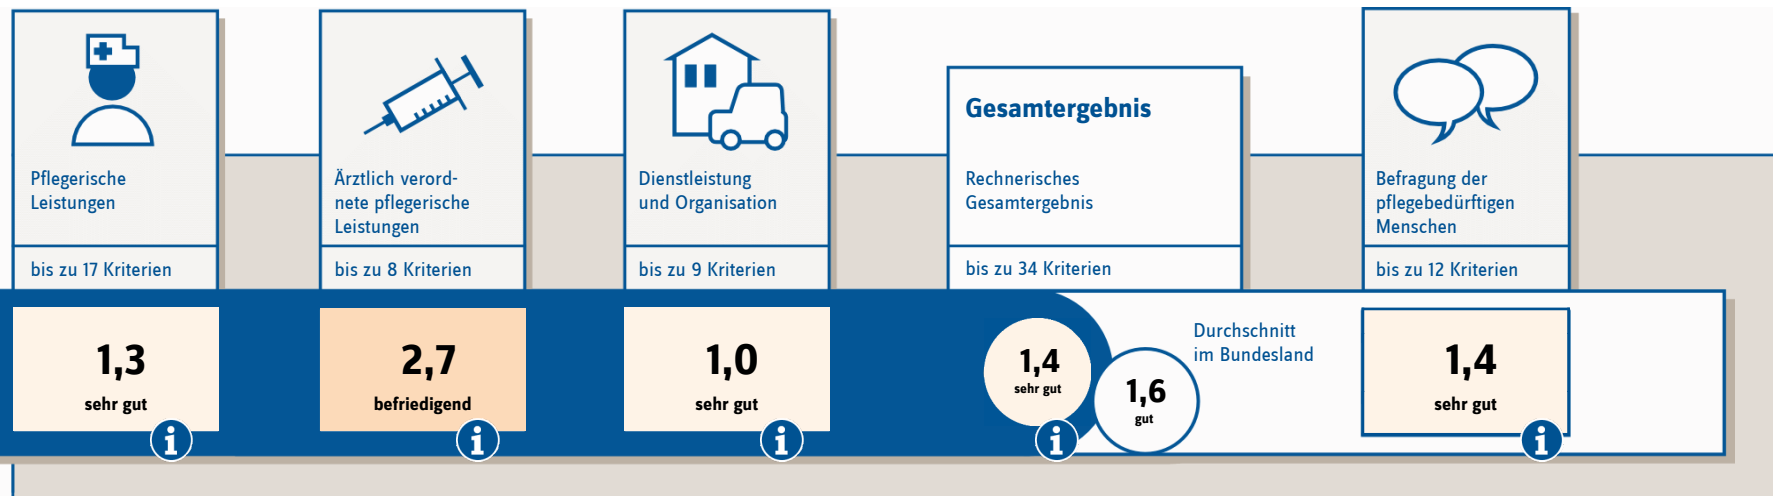 Pflegerische
Leistungen
bis zu 17 Kriterien
1,3
sehr gut
i
Ärztlich verord-
nete pflegerische
Leistungen
bis zu 8 Kriterien
2,7
befriedigend
i
Dienstleistung
und Organisation
bis zu 9 Kriterien
1,0
sehr gut
i
Gesamtergebnis
Rechnerisches
Gesamtergebnis
bis zu 34 Kriterien
1,4
sehr gut
i
1,6
gut
Durchschnitt
im Bundesland
Befragung der
pflegebedürftigen
Menschen
bis zu 12 Kriterien
1,4
sehr gut
i